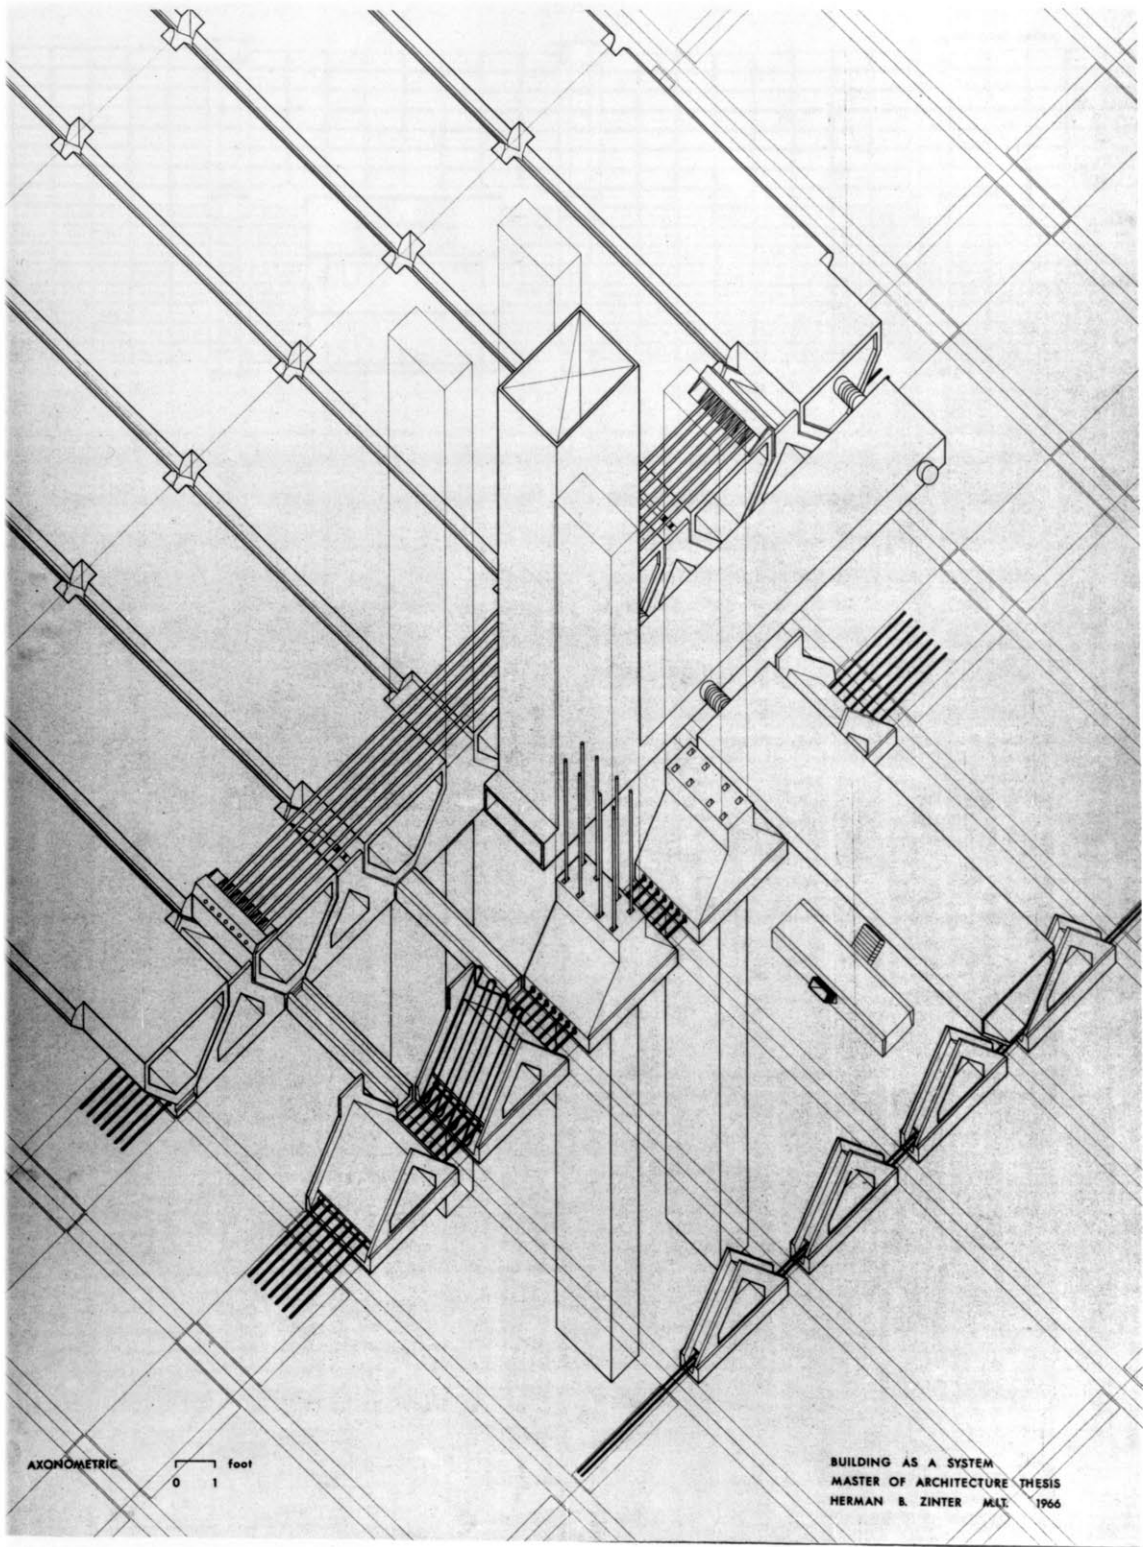 AXONOMETRIC
foot
0 1
BUILDING AS A SYSTEM
MASTER OF ARCHITECTURE THESIS
HERMAN B. ZINTER M.I.T. 1966